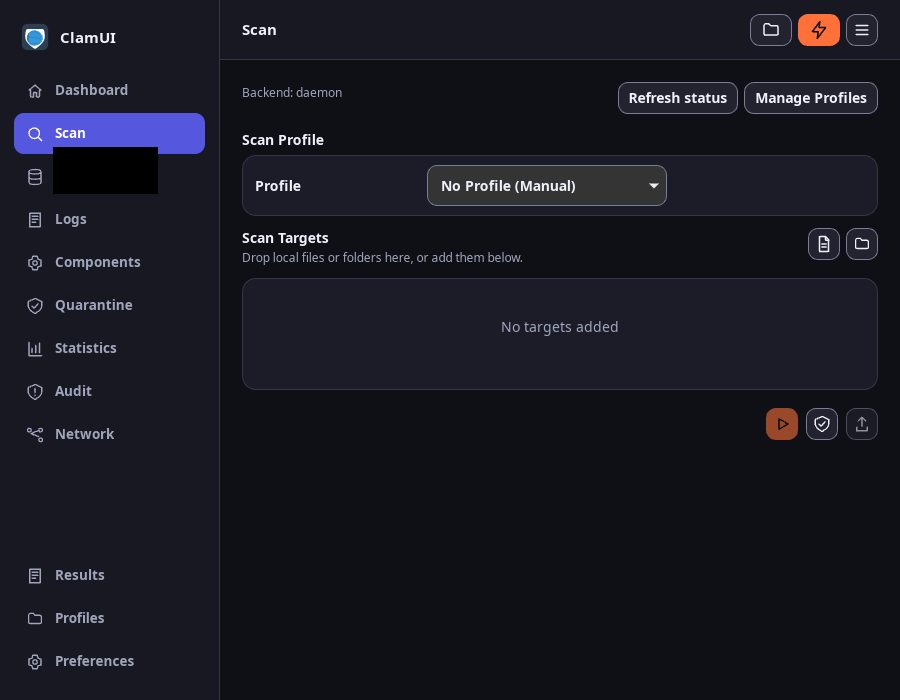 ClamUI
Scan
Dashboard
Scan
Logs
Components
Quarantine
Statistics
Audit
Network
Results
Profiles
Preferences
Backend: daemon
Refresh status
Manage Profiles
Scan Profile
Profile
No Profile (Manual)
Scan Targets
Drop local files or folders here, or add them below.
No targets added